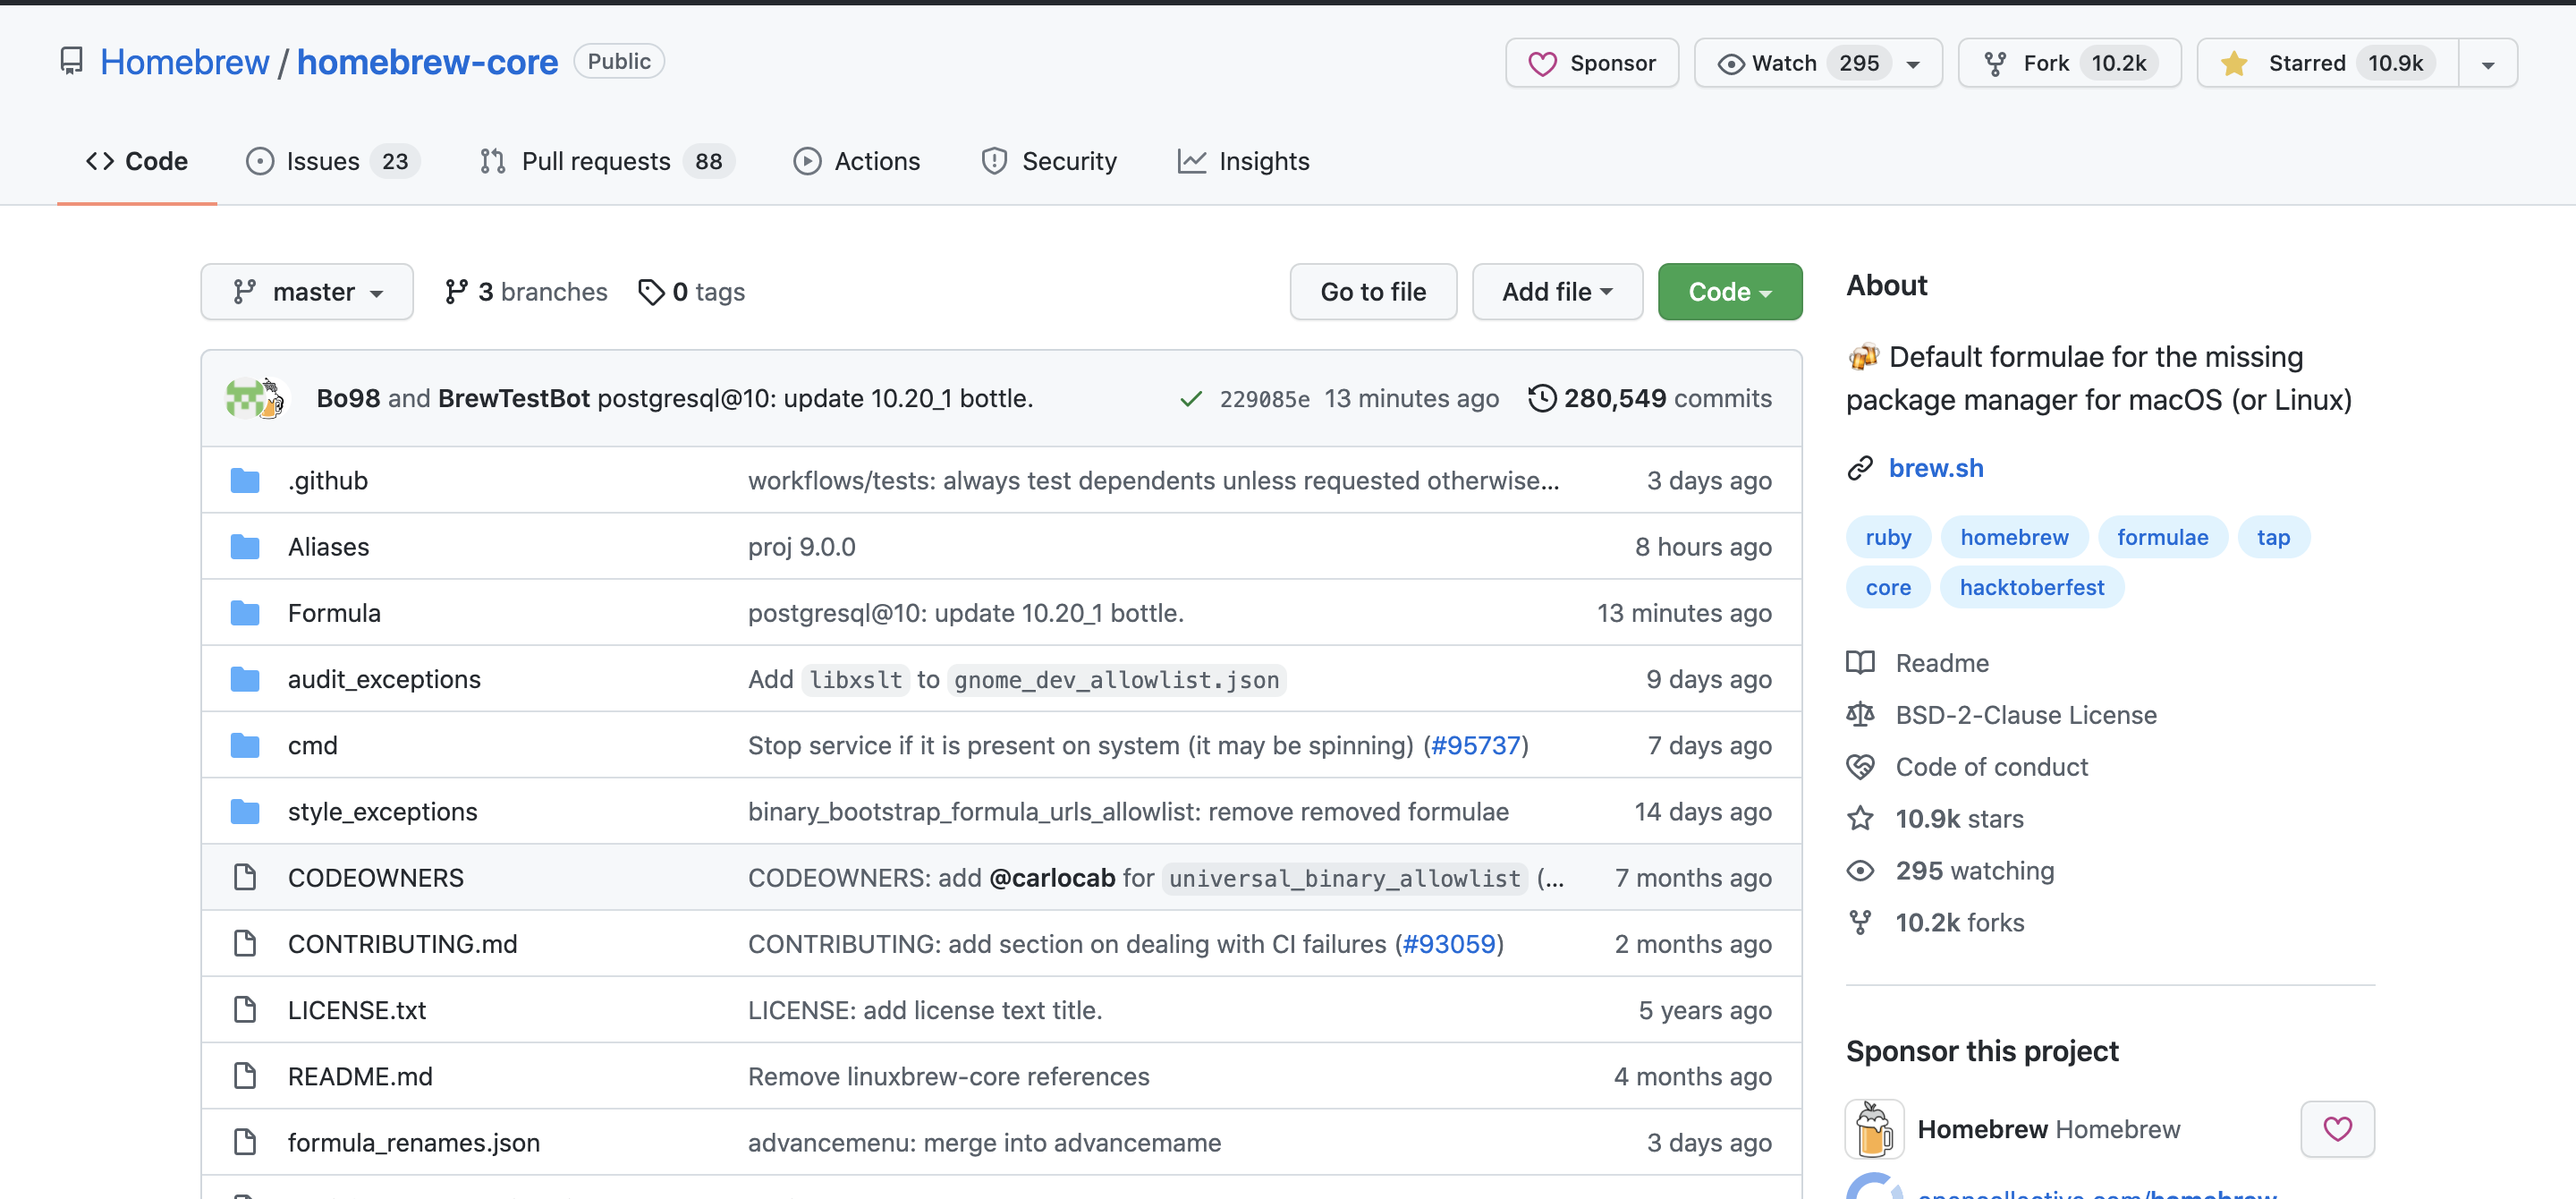 Homebrew / homebrew-core Public
Sponsor Watch 295 Fork 10.2k Starred 10.9k
Code Issues 23 Pull requests 88 Actions Security Insights
master 3 branches 0 tags Go to file Add file Code
Bo98 and BrewTestBot postgresql@10: update 10.20_1 bottle. 229085e 13 minutes ago 280,549 commits
.github workflows/tests: always test dependents unless requested otherwise... 3 days ago
Aliases proj 9.0.0 8 hours ago
Formula postgresql@10: update 10.20_1 bottle. 13 minutes ago
audit_exceptions Add libxslt to gnome_dev_allowlist.json 9 days ago
cmd Stop service if it is present on system (it may be spinning) (#95737) 7 days ago
style_exceptions binary_bootstrap_formula_urls_allowlist: remove removed formulae 14 days ago
CODEOWNERS CODEOWNERS: add @carlocab for universal_binary_allowlist (... 7 months ago
CONTRIBUTING.md CONTRIBUTING: add section on dealing with CI failures (#93059) 2 months ago
LICENSE.txt LICENSE: add license text title. 5 years ago
README.md Remove linuxbrew-core references 4 months ago
formula_renames.json advancemenu: merge into advancemame 3 days ago
About
Default formulae for the missing
package manager for macOS (or Linux)
brew.sh
ruby homebrew formulae tap
core hacktoberfest
Readme
BSD-2-Clause License
Code of conduct
10.9k stars
295 watching
10.2k forks
Sponsor this project
Homebrew Homebrew
opencollective.com/homebrew